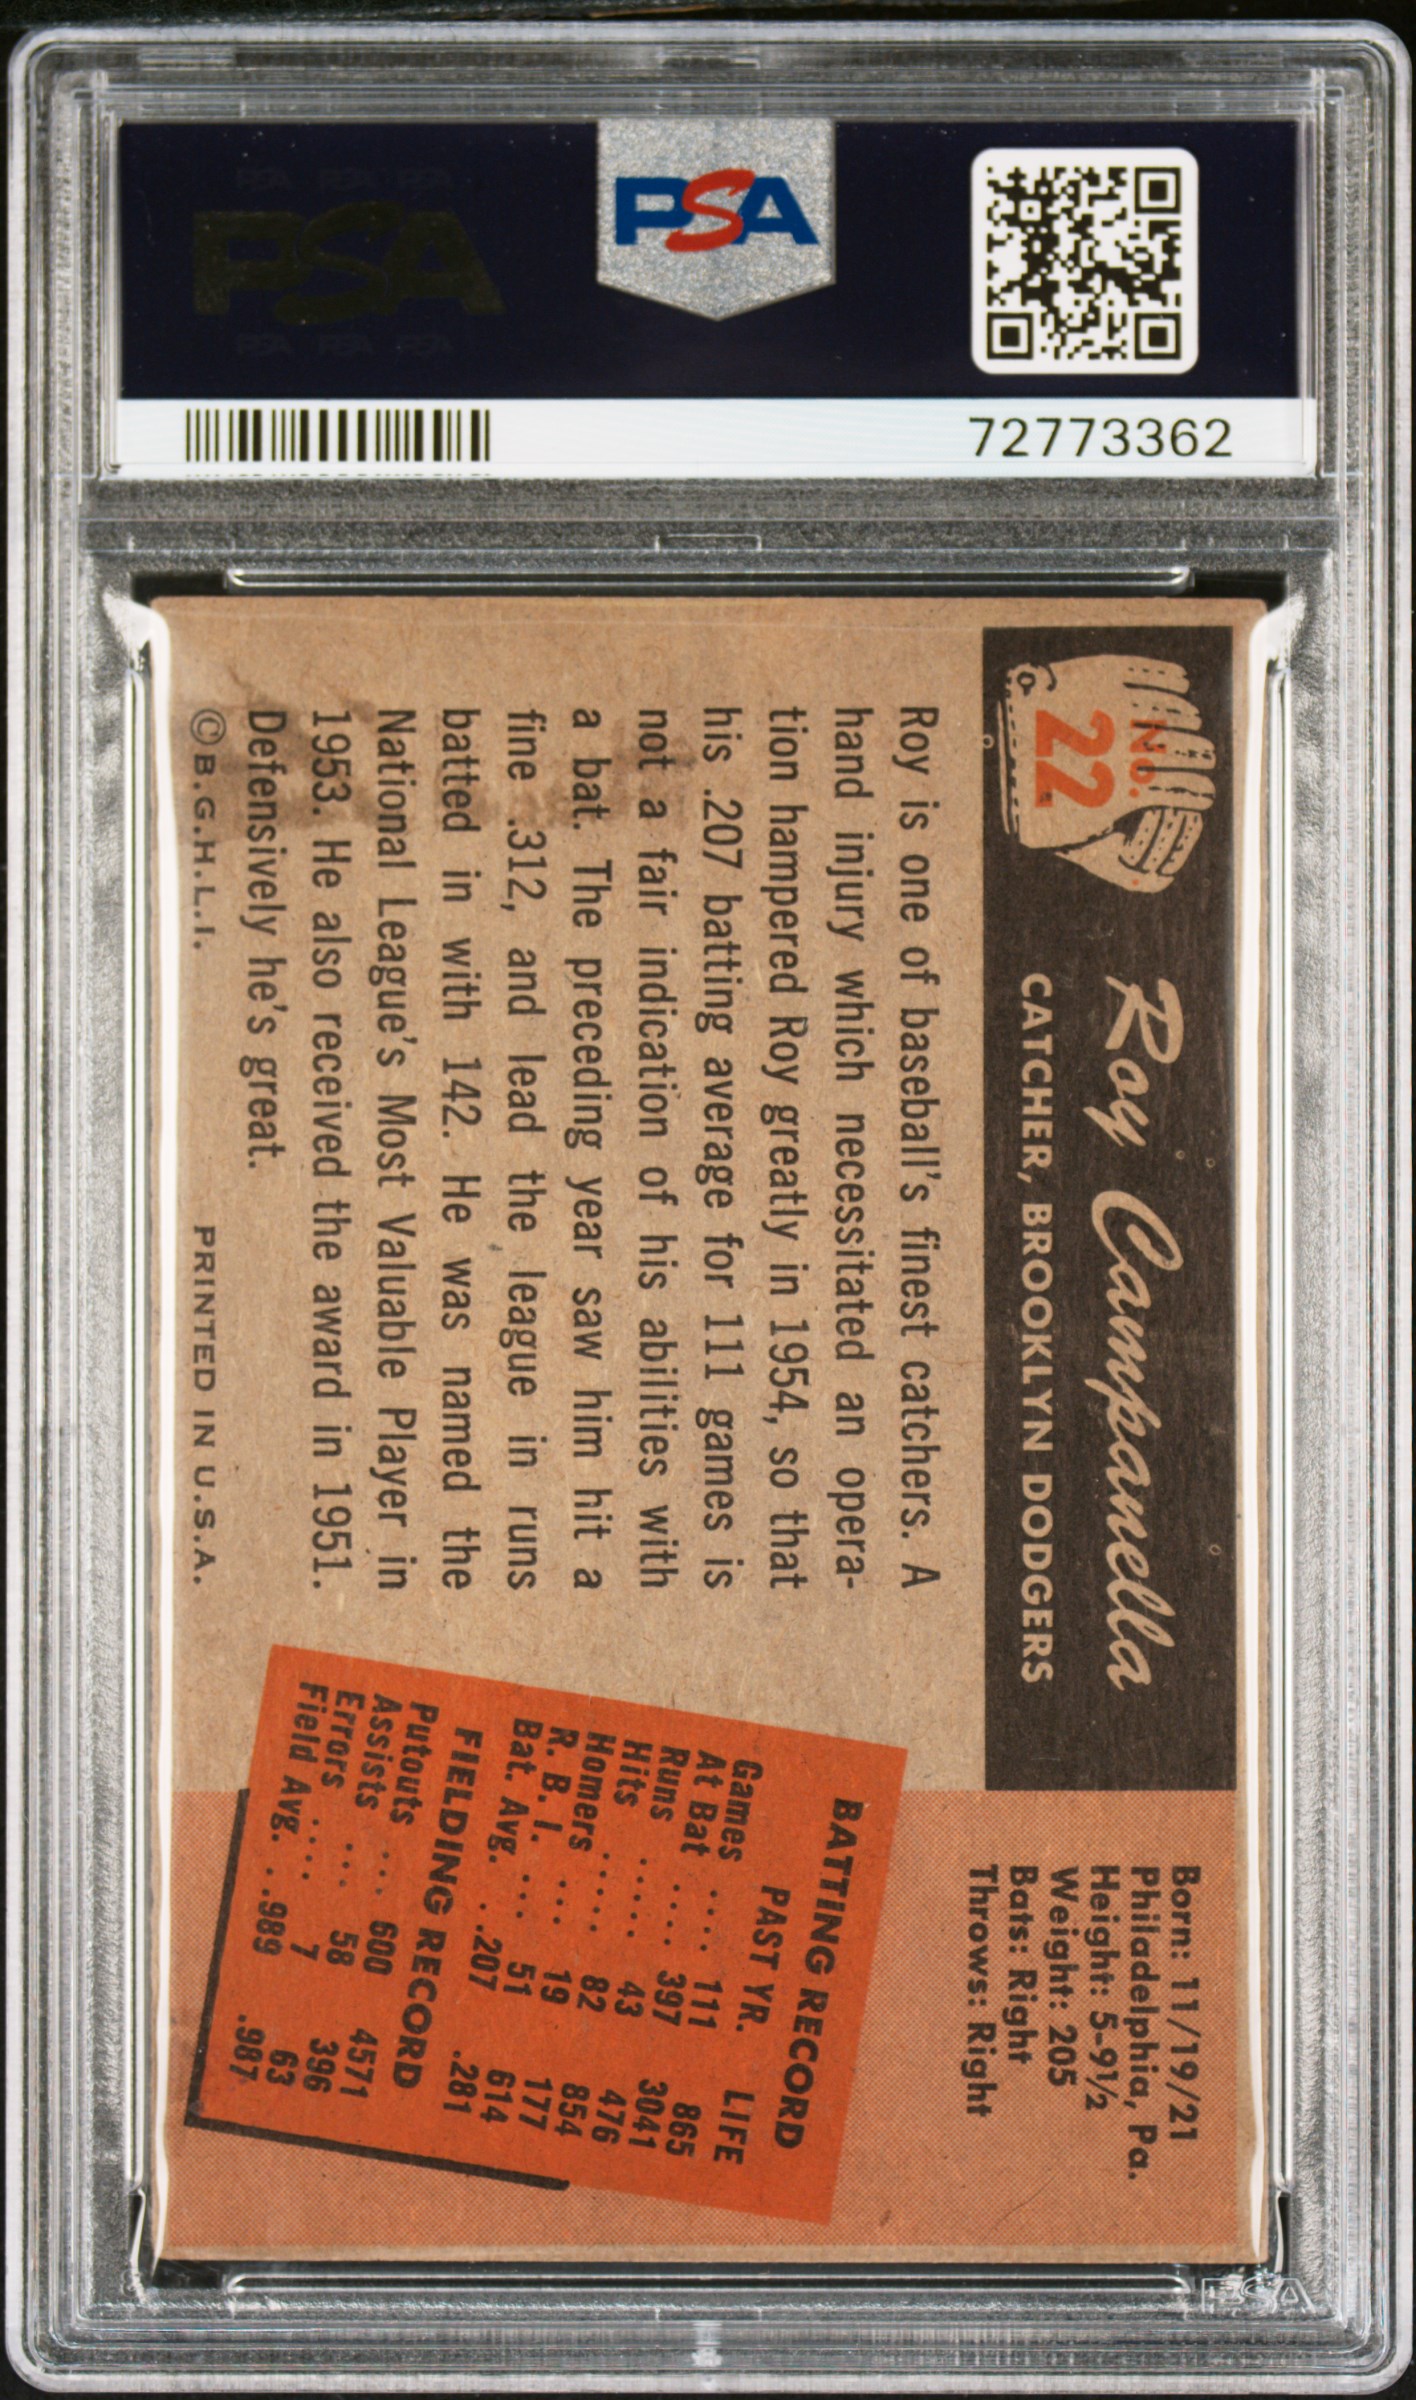 PSA PSA PSA
PSA
PSA PSA PSA
PSA
72773362
No.
22
Roy Campanella
CATCHER, BROOKLYN DODGERS
Born: 11/19/21
Philadelphia, Pa.
Height: 5-9½
Weight: 205
Bats: Right
Throws: Right
Roy is one of baseball's finest catchers. A
hand injury which necessitated an opera-
tion hampered Roy greatly in 1954, so that
his .207 batting average for 111 games is
not a fair indication of his abilities with
a bat. The preceding year saw him hit a
fine .312, and lead the league in runs
batted in with 142. He was named the
National League's Most Valuable Player in
1953. He also received the award in 1951.
Defensively he's great.
© B.G.H.L.I.
PRINTED IN U.S.A.
BATTING RECORD
PAST YR. LIFE
Games .... 111 865
At Bat .... 397 3041
Runs ..... 43 476
Hits ..... 82 854
Homers ... 19 177
R. B. I. ... 51 614
Bat. Avg. . .207 .281
FIELDING RECORD
Putouts ... 600 4571
Assists ... 58 396
Errors .... 7 63
Field Avg. . .989 .987
PSA